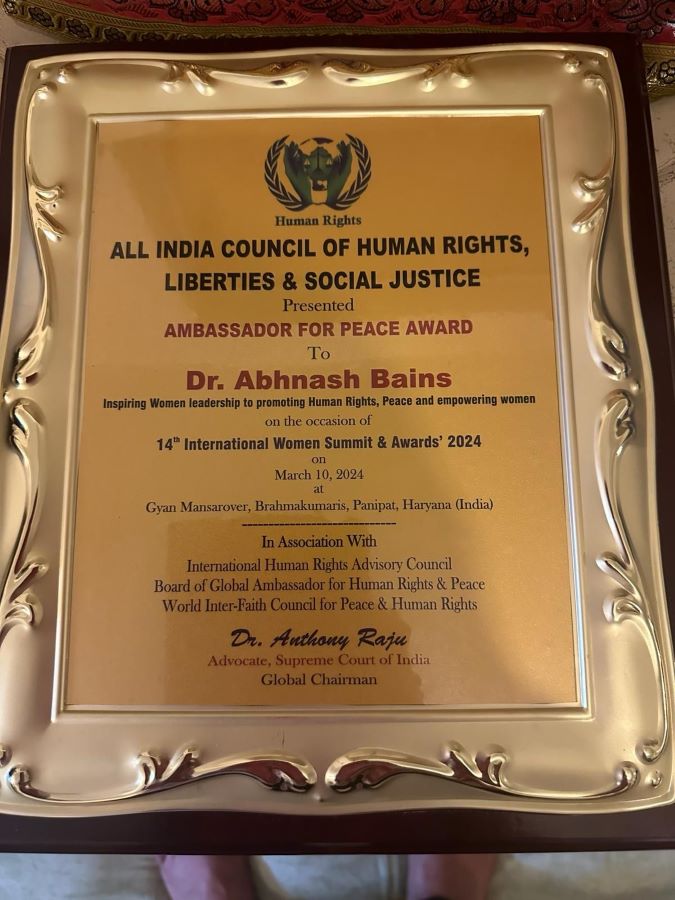 Human Rights
ALL INDIA COUNCIL OF HUMAN RIGHTS,
LIBERTIES & SOCIAL JUSTICE
Presented
AMBASSADOR FOR PEACE AWARD
To
Dr. Abhnash Bains
Inspiring Women leadership to promoting Human Rights, Peace and empowering women
on the occasion of
14th International Women Summit & Awards' 2024
on
March 10, 2024
at
Gyan Mansarover, Brahmakumaris, Panipat, Haryana (India)
------------------------------
In Association With
International Human Rights Advisory Council
Board of Global Ambassador for Human Rights & Peace
World Inter-Faith Council for Peace & Human Rights
Dr. Anthony Raju
Advocate, Supreme Court of India
Global Chairman